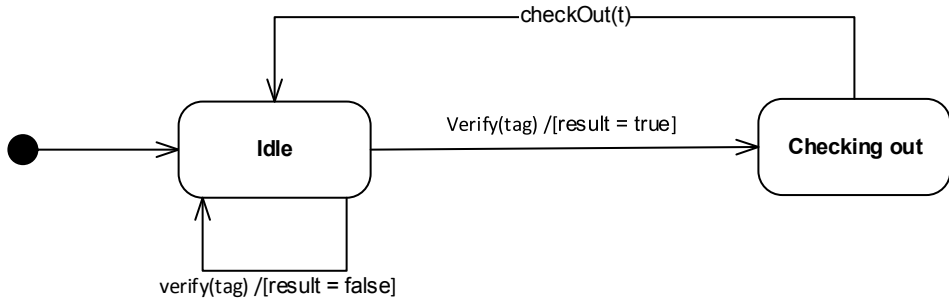 checkOut(t)
Verify(tag) /[result = true]
Idle
Checking out
verify(tag) /[result = false]